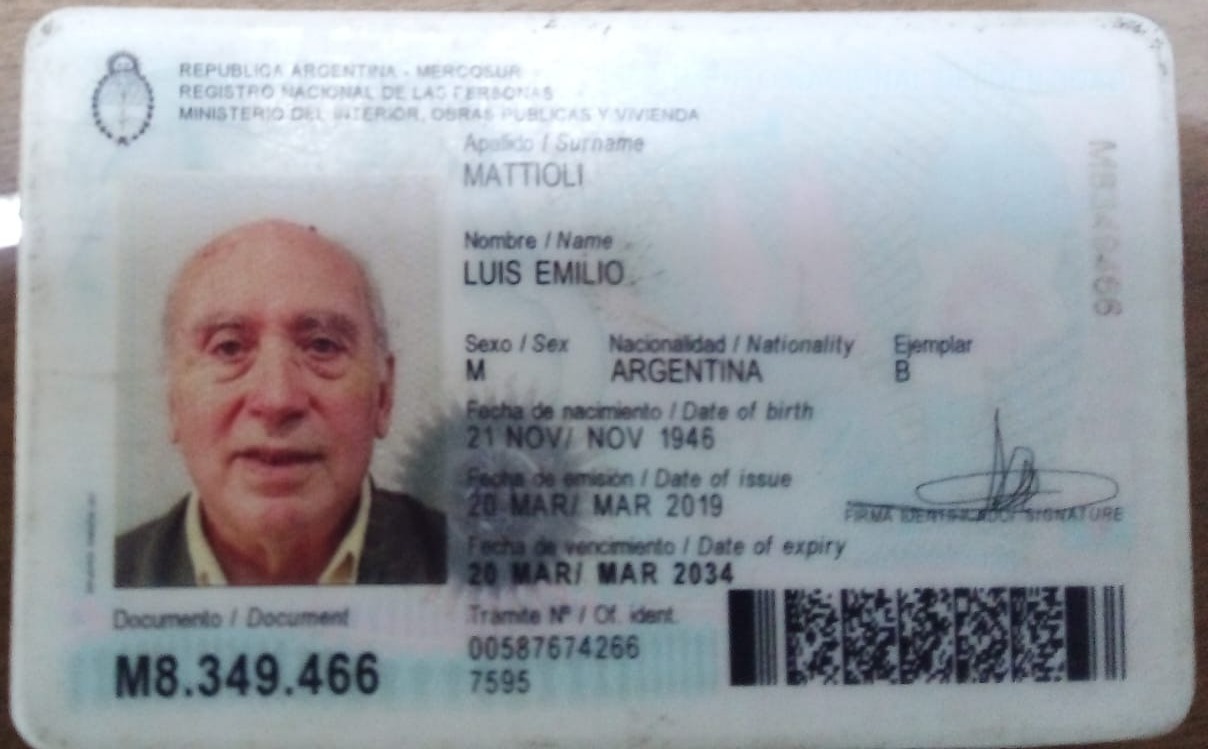 REPUBLICA ARGENTINA - MERCOSUR
REGISTRO NACIONAL DE LAS PERSONAS
MINISTERIO DEL INTERIOR, OBRAS PUBLICAS Y VIVIENDA
Apellido / Surname
MATTIOLI
Nombre / Name
LUIS EMILIO
Sexo / Sex Nacionalidad / Nationality Ejemplar
M ARGENTINA B
Fecha de nacimiento / Date of birth
21 NOV/ NOV 1946
Fecha de emisión / Date of issue
20 MAR/ MAR 2019
FIRMA IDENTIFICADO/ SIGNATURE
Fecha de vencimiento / Date of expiry
20 MAR/ MAR 2034
Documento / Document
M8.349.466
Trámite Nº / Of. ident.
00587674266
7595
M8349466